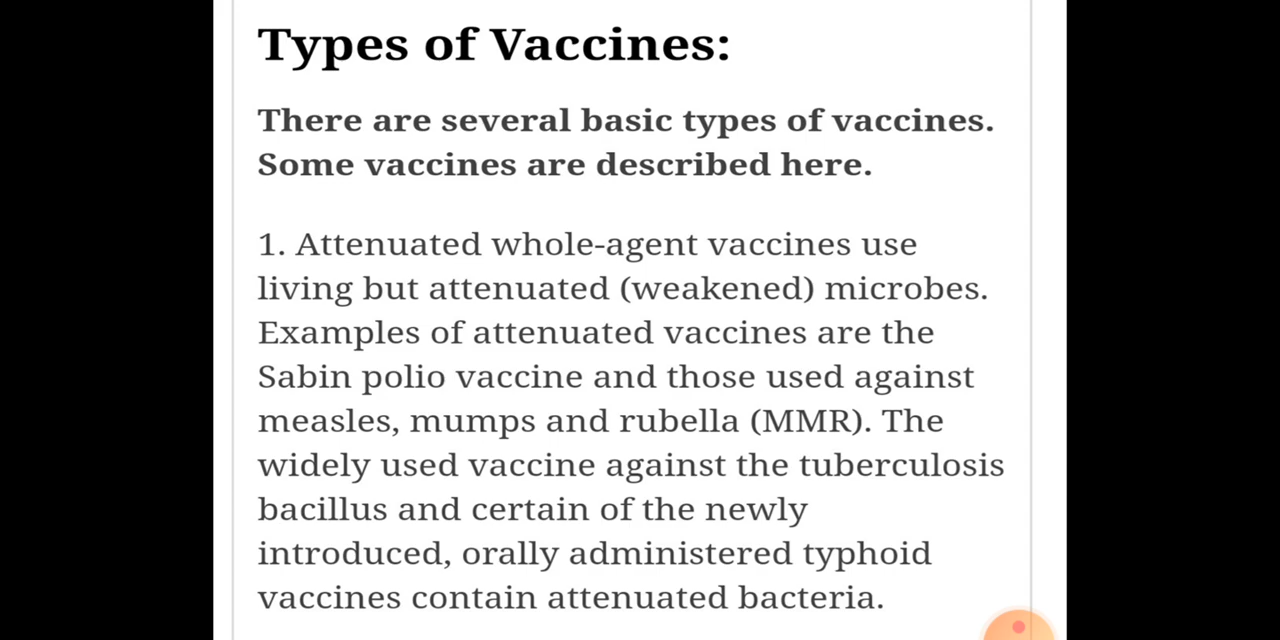 Types of Vaccines:
There are several basic types of vaccines.
Some vaccines are described here.
1. Attenuated whole-agent vaccines use
living but attenuated (weakened) microbes.
Examples of attenuated vaccines are the
Sabin polio vaccine and those used against
measles, mumps and rubella (MMR). The
widely used vaccine against the tuberculosis
bacillus and certain of the newly
introduced, orally administered typhoid
vaccines contain attenuated bacteria.